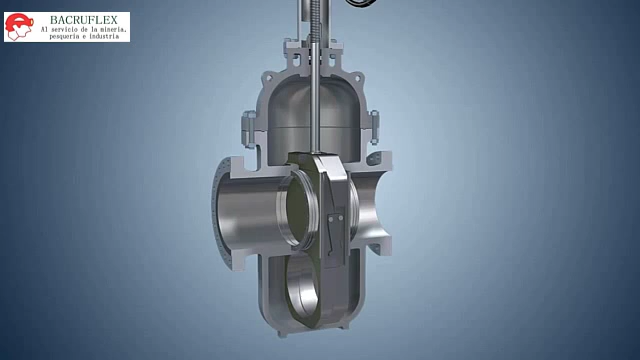 BACRUFLEX
Al servicio de la minería,
pesquería e industria